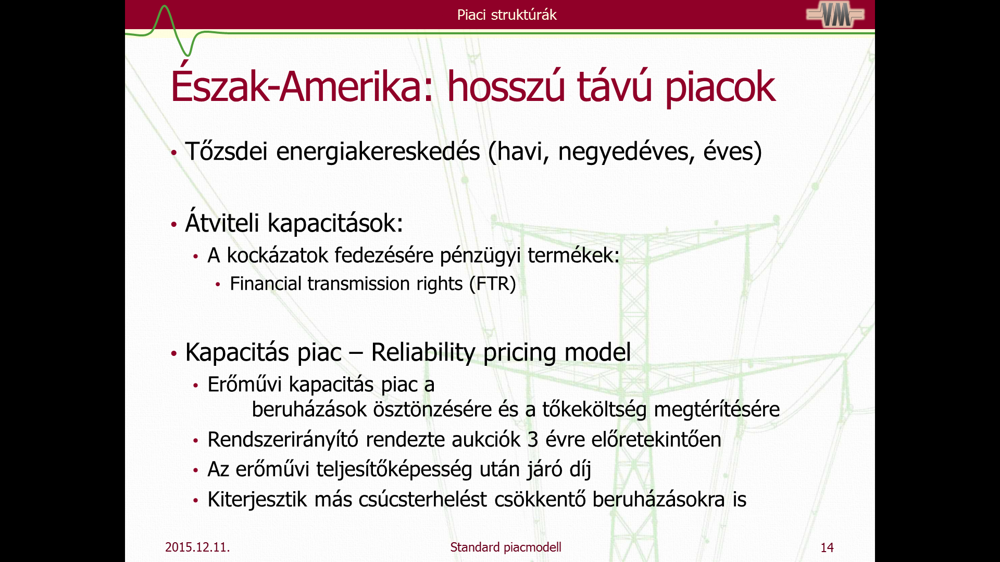 Piaci struktúrák
VM
Észak-Amerika: hosszú távú piacok
• Tőzsdei energiakereskedés (havi, negyedéves, éves)
• Átviteli kapacitások:
• A kockázatok fedezésére pénzügyi termékek:
• Financial transmission rights (FTR)
• Kapacitás piac – Reliability pricing model
• Erőművi kapacitás piac a
beruházások ösztönzésére és a tőkeköltség megtérítésére
• Rendszerirányító rendezte aukciók 3 évre előretekintően
• Az erőművi teljesítőképesség után járó díj
• Kiterjesztik más csúcsterhelést csökkentő beruházásokra is
2015.12.11.
Standard piacmodell
14